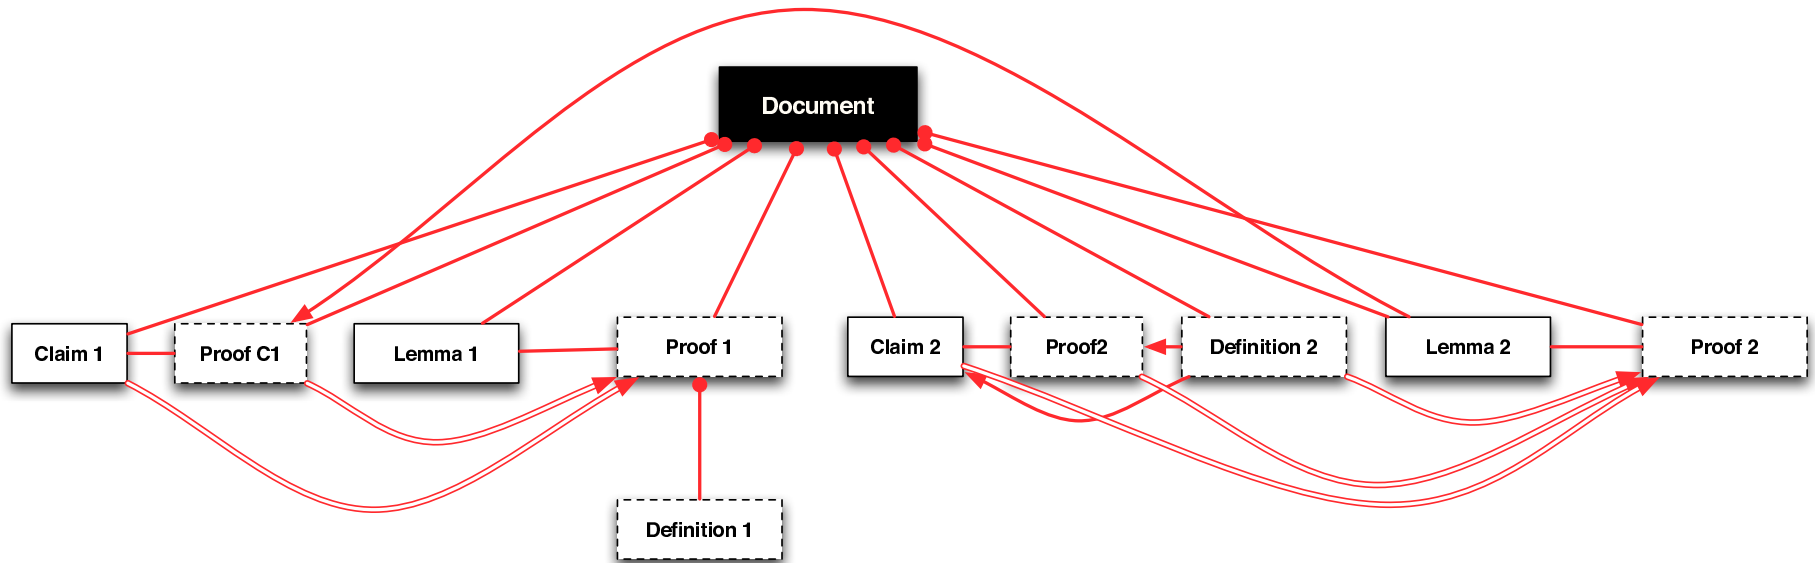 Document
Claim 1
Proof C1
Lemma 1
Proof 1
Claim 2
Proof2
Definition 2
Lemma 2
Proof 2
Definition 1